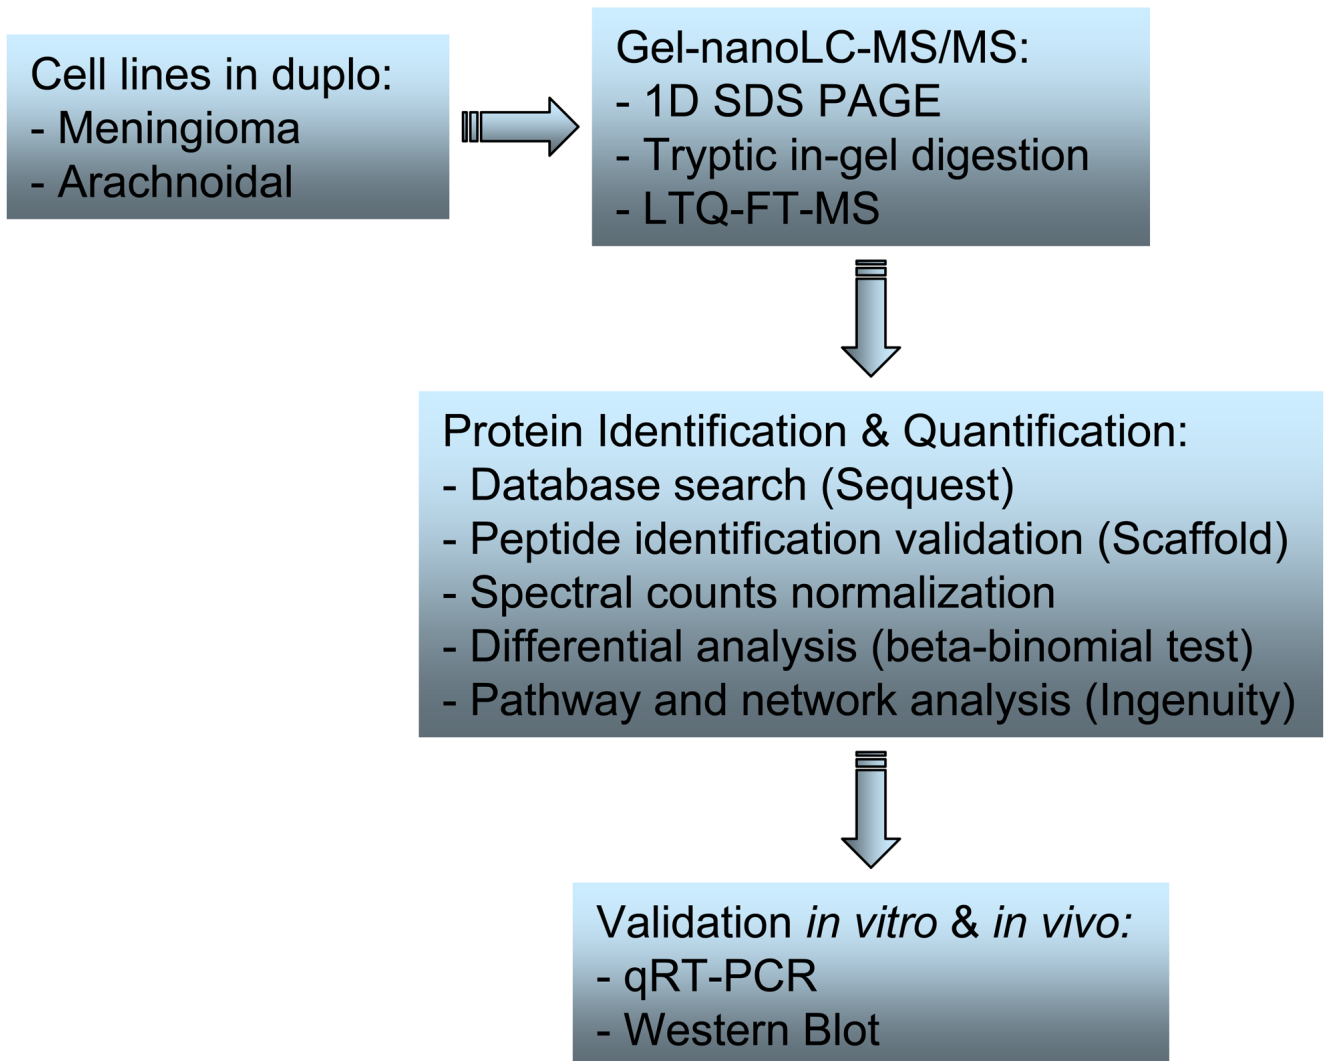 Cell lines in duplo:
- Meningioma
- Arachnoidal
Gel-nanoLC-MS/MS:
- 1D SDS PAGE
- Tryptic in-gel digestion
- LTQ-FT-MS
Protein Identification & Quantification:
- Database search (Sequest)
- Peptide identification validation (Scaffold)
- Spectral counts normalization
- Differential analysis (beta-binomial test)
- Pathway and network analysis (Ingenuity)
Validation in vitro & in vivo:
- qRT-PCR
- Western Blot